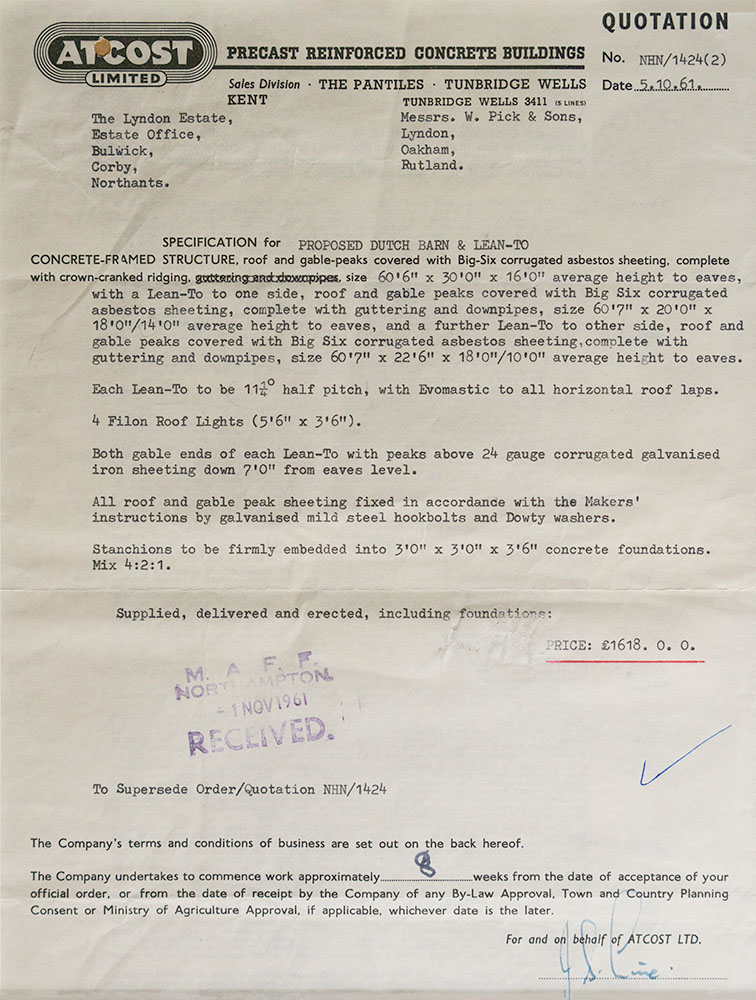 QUOTATION
ATCOST
LIMITED
PRECAST REINFORCED CONCRETE BUILDINGS
No. NHN/1424(2)
Sales Division · THE PANTILES · TUNBRIDGE WELLS
KENT
TUNBRIDGE WELLS 3411 (5 LINES)
Date 5.10.61.
The Lyndon Estate,
Estate Office,
Bulwick,
Corby,
Northants.
Messrs. W. Pick & Sons,
Lyndon,
Oakham,
Rutland.
SPECIFICATION for PROPOSED DUTCH BARN & LEAN-TO
CONCRETE-FRAMED STRUCTURE, roof and gable-peaks covered with Big-Six corrugated asbestos sheeting, complete
with crown-cranked ridging, guttering and downpipes, size 60'6" x 30'0" x 16'0" average height to eaves,
with a Lean-To to one side, roof and gable peaks covered with Big Six corrugated
asbestos sheeting, complete with guttering and downpipes, size 60'7" x 20'0" x
18'0"/14'0" average height to eaves, and a further Lean-To to other side, roof and
gable peaks covered with Big Six corrugated asbestos sheeting,complete with
guttering and downpipes, size 60'7" x 22'6" x 18'0"/10'0" average height to eaves.
Each Lean-To to be 11¼° half pitch, with Evomastic to all horizontal roof laps.
4 Filon Roof Lights (5'6" x 3'6").
Both gable ends of each Lean-To with peaks above 24 gauge corrugated galvanised
iron sheeting down 7'0" from eaves level.
All roof and gable peak sheeting fixed in accordance with the Makers'
instructions by galvanised mild steel hookbolts and Dowty washers.
Stanchions to be firmly embedded into 3'0" x 3'0" x 3'6" concrete foundations.
Mix 4:2:1.
Supplied, delivered and erected, including foundations:
PRICE: £1618. 0. 0.
M. A. F. F.
NORTHAMPTON
-1 NOV 1961
RECEIVED.
To Supersede Order/Quotation NHN/1424
The Company's terms and conditions of business are set out on the back hereof.
The Company undertakes to commence work approximately 8 weeks from the date of acceptance of your
official order, or from the date of receipt by the Company of any By-Law Approval, Town and Country Planning
Consent or Ministry of Agriculture Approval, if applicable, whichever date is the later.
For and on behalf of ATCOST LTD.